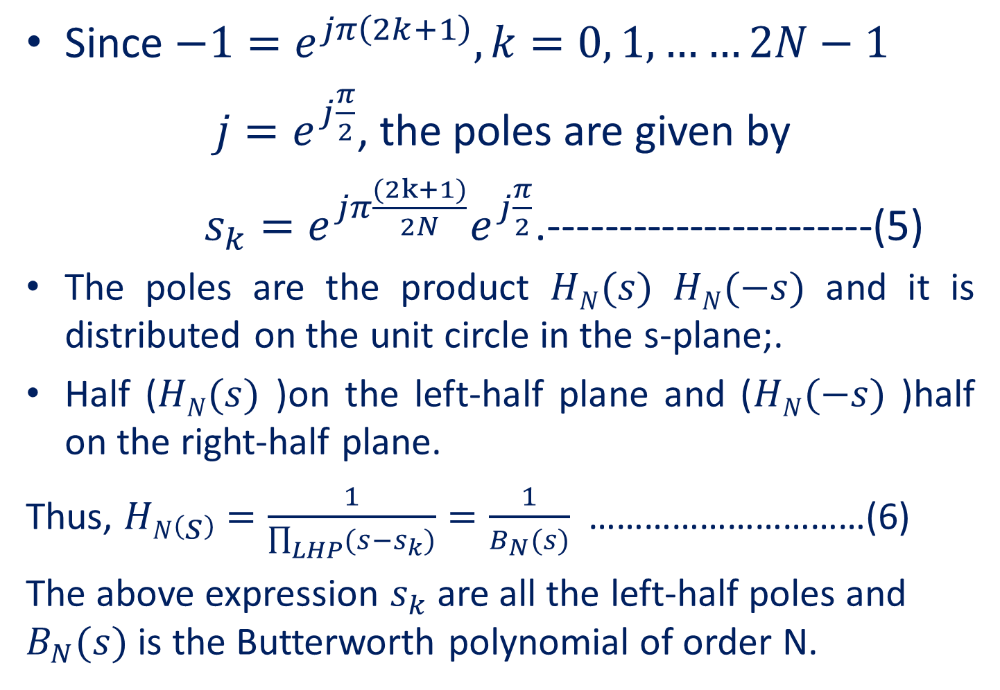 • Since $-1 = e^{j\pi(2k+1)}, k = 0, 1, \ldots \ldots 2N - 1$
$j = e^{j\frac{\pi}{2}}$, the poles are given by
$s_k = e^{j\pi\frac{(2k+1)}{2N}} e^{j\frac{\pi}{2}}$.-----------------------(5)
• The poles are the product $H_N(s)\ H_N(-s)$ and it is
distributed on the unit circle in the s-plane;.
• Half ($H_N(s)$ )on the left-half plane and ($H_N(-s)$ )half
on the right-half plane.
Thus, $H_{N(s)} = \frac{1}{\prod_{LHP}(s-s_k)} = \frac{1}{B_N(s)}$ ……………………………(6)
The above expression $s_k$ are all the left-half poles and
$B_N(s)$ is the Butterworth polynomial of order N.